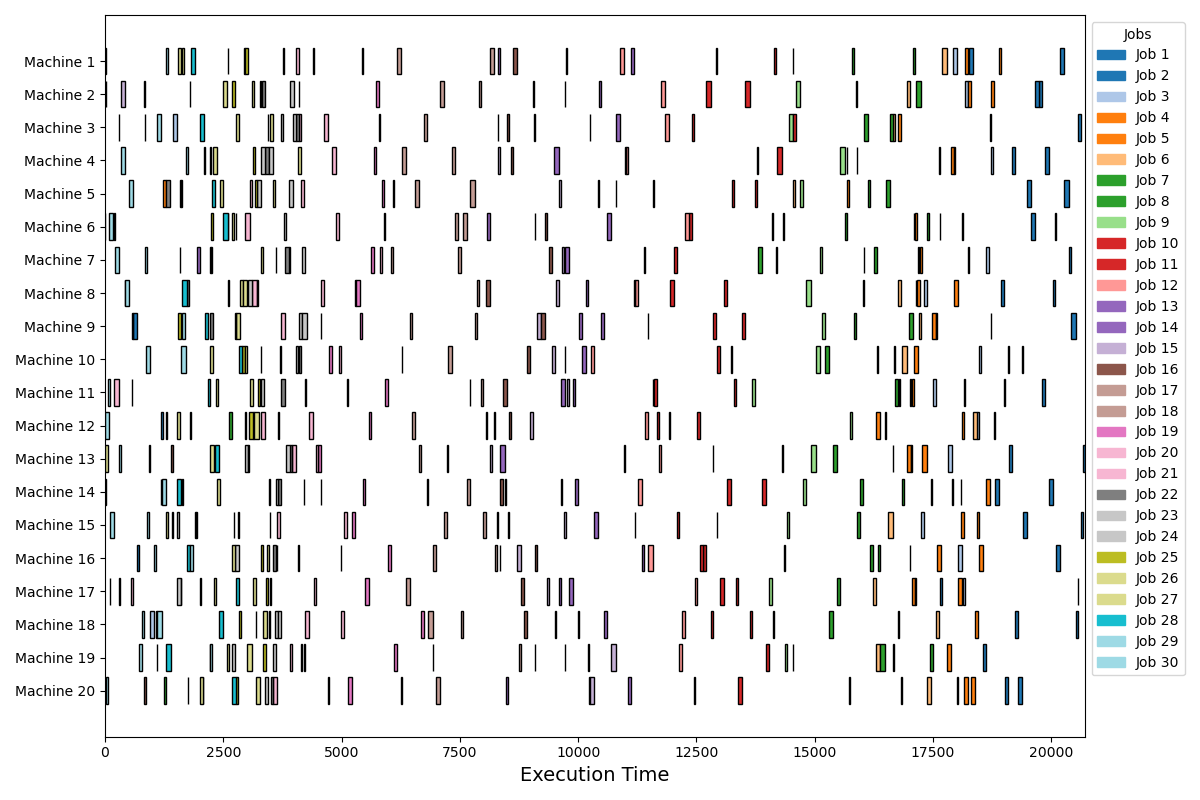 Machine 1
Machine 2
Machine 3
Machine 4
Machine 5
Machine 6
Machine 7
Machine 8
Machine 9
Machine 10
Machine 11
Machine 12
Machine 13
Machine 14
Machine 15
Machine 16
Machine 17
Machine 18
Machine 19
Machine 20
0 2500 5000 7500 10000 12500 15000 17500 20000
Execution Time
Jobs
Job 1
Job 2
Job 3
Job 4
Job 5
Job 6
Job 7
Job 8
Job 9
Job 10
Job 11
Job 12
Job 13
Job 14
Job 15
Job 16
Job 17
Job 18
Job 19
Job 20
Job 21
Job 22
Job 23
Job 24
Job 25
Job 26
Job 27
Job 28
Job 29
Job 30